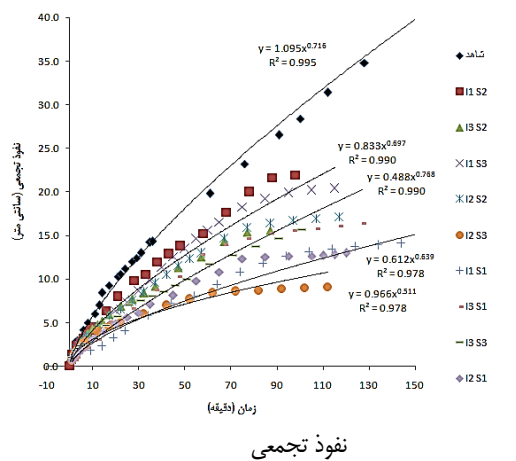 40.0
35.0
30.0
25.0
20.0
15.0
10.0
5.0
0.0
نفوذ تجمعی (سانتی متر)
-10 10 30 50 70 90 110 130 150
زمان (دقیقه)
y = 1.095x^0.716
R² = 0.995
y = 0.833x^0.697
R² = 0.990
y = 0.488x^0.768
R² = 0.990
y = 0.612x^0.639
R² = 0.978
y = 0.966x^0.511
R² = 0.978
شاهد
I1 S2
I3 S2
I1 S3
I2 S2
I2 S3
I1 S1
I3 S1
I3 S3
I2 S1
نفوذ تجمعی